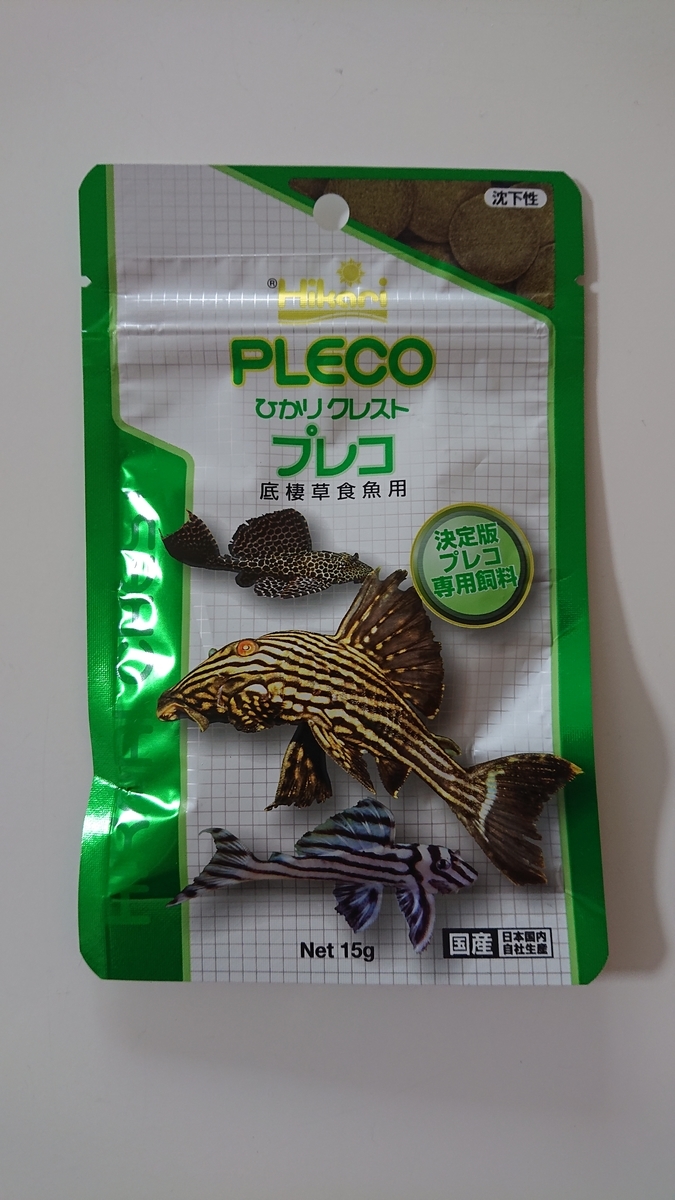 沈下性
® Hikari
PLECO
ひかりクレスト
プレコ
底棲草食魚用
決定版
プレコ
専用飼料
Net 15g
国産
日本国内
自社生産